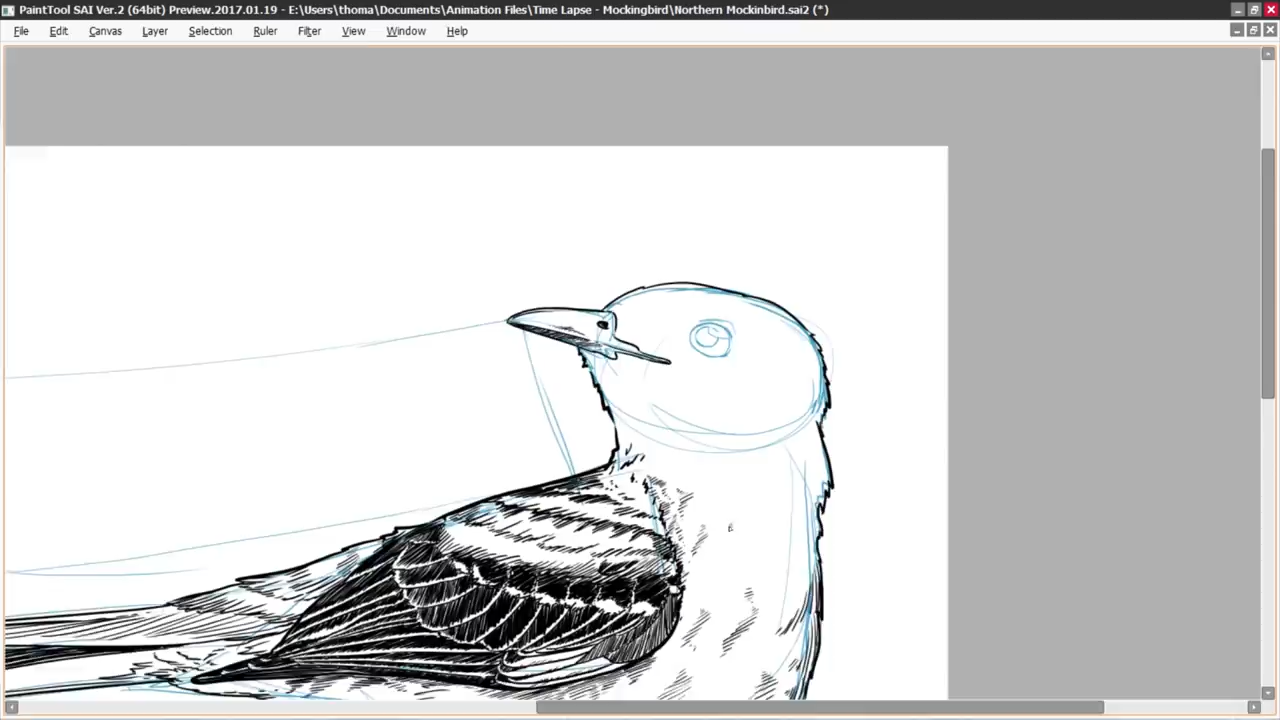 PaintTool SAI Ver.2 (64bit) Preview.2017.01.19 - E:\Users\thoma\Documents\Animation Files\Time Lapse - Mockingbird\Northern Mockinbird.sai2 (*)
File Edit Canvas Layer Selection Ruler Filter View Window Help